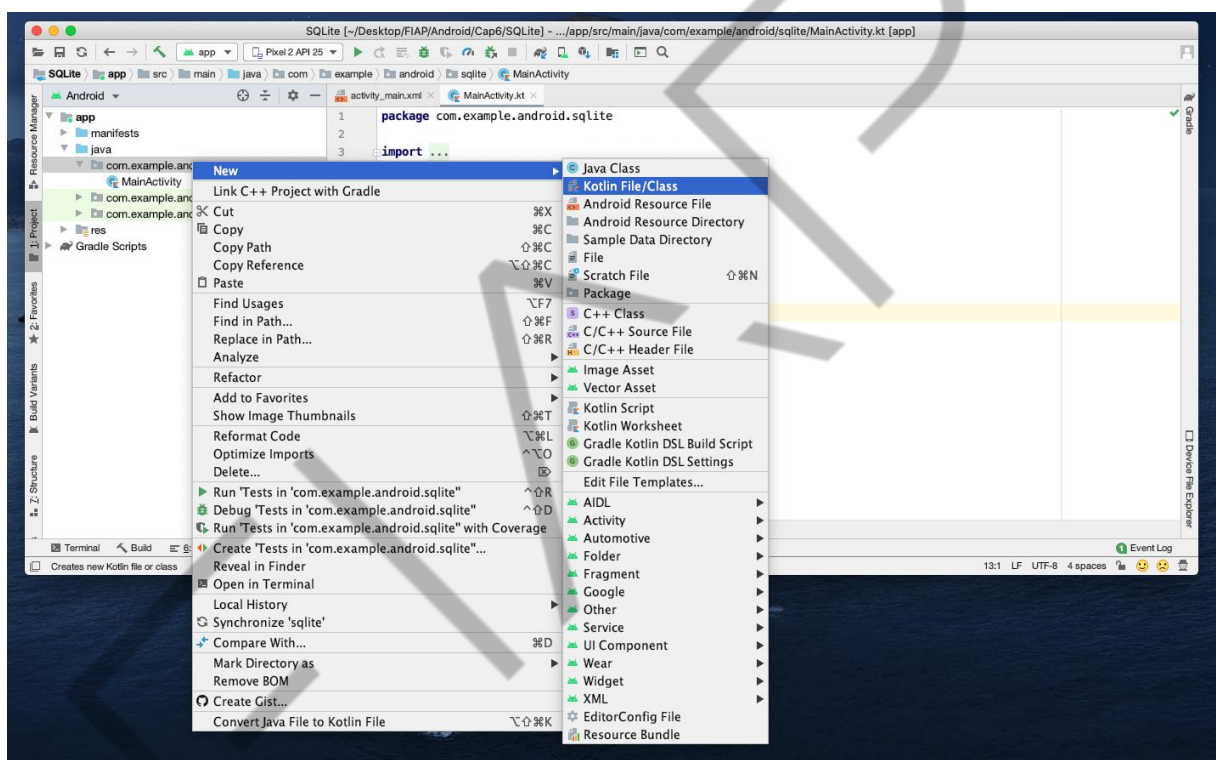 SQLite [~/Desktop/FIAP/Android/Cap6/SQLite] - .../app/src/main/java/com/example/android/sqlite/MainActivity.kt [app]
app Pixel 2 API 25
SQLite app src main java com example android sqlite MainActivity
Android activity_main.xml MainActivity.kt
app
manifests
java
com.example.and
MainActivity
com.example.and
com.example.and
res
Gradle Scripts
1 package com.example.android.sqlite
2
3 import ...
Resource Manager
1: Project
2: Favorites
Build Variants
7: Structure
Gradle
Device File Explorer
New
Link C++ Project with Gradle
Cut ⌘X
Copy ⌘C
Copy Path ⇧⌘C
Copy Reference ⌥⇧⌘C
Paste ⌘V
Find Usages ⌥F7
Find in Path... ⇧⌘F
Replace in Path... ⇧⌘R
Analyze
Refactor
Add to Favorites
Show Image Thumbnails ⇧⌘T
Reformat Code ⌥⌘L
Optimize Imports ^⌥O
Delete... ⌦
Run 'Tests in 'com.example.android.sqlite'' ^⇧R
Debug 'Tests in 'com.example.android.sqlite'' ^⇧D
Run 'Tests in 'com.example.android.sqlite'' with Coverage
Create 'Tests in 'com.example.android.sqlite''...
Reveal in Finder
Open in Terminal
Local History
Synchronize 'sqlite'
Compare With... ⌘D
Mark Directory as
Remove BOM
Create Gist...
Convert Java File to Kotlin File ⌥⇧⌘K
Java Class
Kotlin File/Class
Android Resource File
Android Resource Directory
Sample Data Directory
File
Scratch File ⇧⌘N
Package
C++ Class
C/C++ Source File
C/C++ Header File
Image Asset
Vector Asset
Kotlin Script
Kotlin Worksheet
Gradle Kotlin DSL Build Script
Gradle Kotlin DSL Settings
Edit File Templates...
AIDL
Activity
Automotive
Folder
Fragment
Google
Other
Service
UI Component
Wear
Widget
XML
EditorConfig File
Resource Bundle
Terminal Build 6: 1 Event Log
Creates new Kotlin file or class 13:1 LF UTF-8 4 spaces